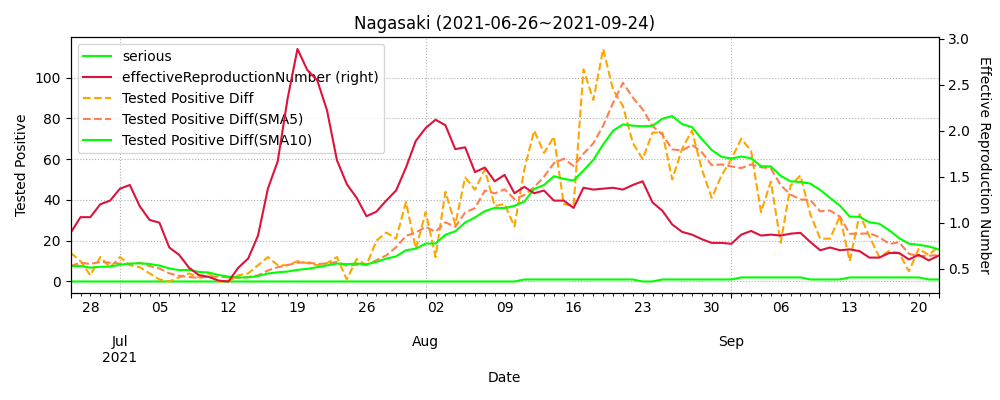 Nagasaki (2021-06-26~2021-09-24)
serious
effectiveReproductionNumber (right)
Tested Positive Diff
Tested Positive Diff(SMA5)
Tested Positive Diff(SMA10)
Tested Positive
100
80
60
40
20
0
3.0
2.5
2.0
1.5
1.0
0.5
Effective Reproduction Number
28 05 12 19 26 02 09 16 23 30 06 13 20
Jul Aug Sep
2021
Date